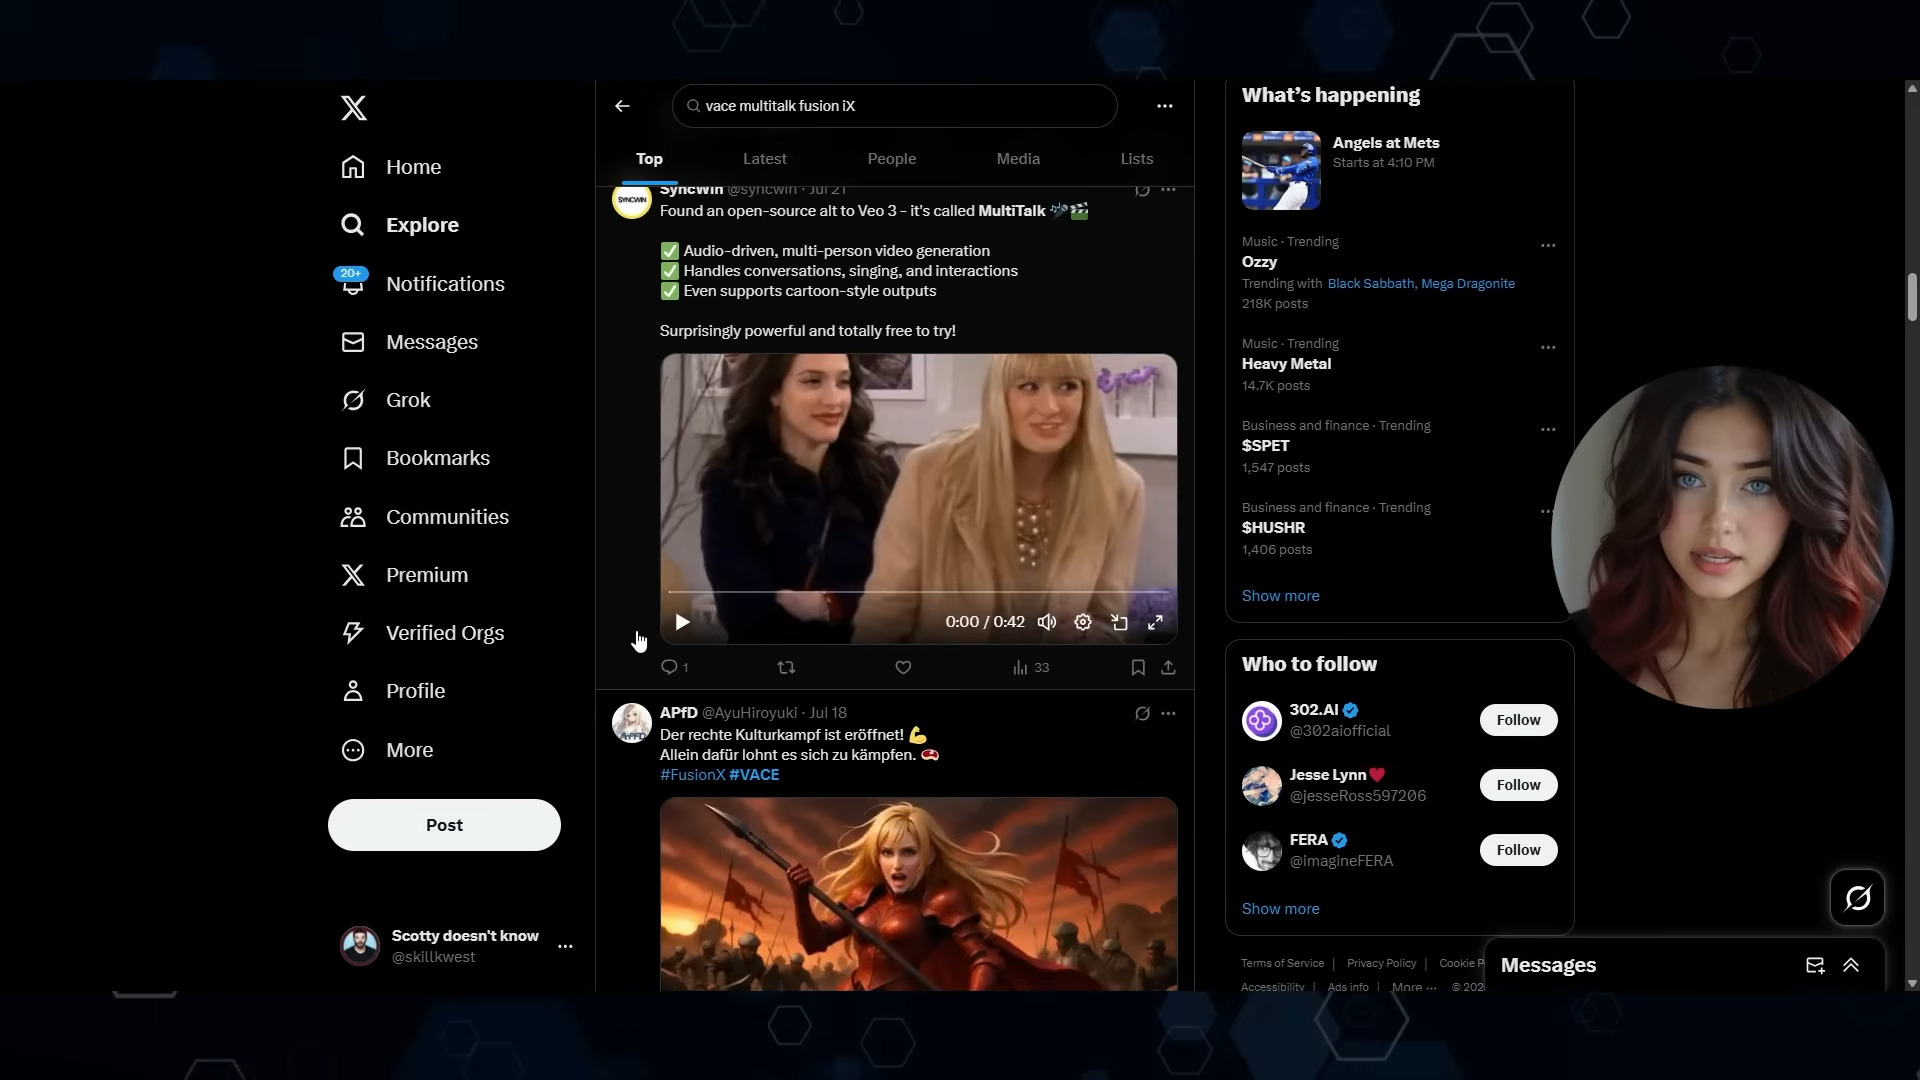 Home
Explore
20+
Notifications
Messages
Grok
Bookmarks
Communities
Premium
Verified Orgs
Profile
More
Post
Scotty doesn't know
@skillkwest
vace multitalk fusion iX
Top
Latest
People
Media
Lists
SYNCWIN
SyncWin @syncwin · Jul 21
Found an open-source alt to Veo 3 - it's called MultiTalk 🎤🎬
✅ Audio-driven, multi-person video generation
✅ Handles conversations, singing, and interactions
✅ Even supports cartoon-style outputs
Surprisingly powerful and totally free to try!
0:00 / 0:42
1
33
APfD @AyuHiroyuki · Jul 18
Der rechte Kulturkampf ist eröffnet! 💪
Allein dafür lohnt es sich zu kämpfen. 🥩
#FusionX #VACE
What's happening
Angels at Mets
Starts at 4:10 PM
Music · Trending
Ozzy
Trending with Black Sabbath, Mega Dragonite
218K posts
Music · Trending
Heavy Metal
14.7K posts
Business and finance · Trending
$SPET
1,547 posts
Business and finance · Trending
$HUSHR
1,406 posts
Show more
Who to follow
302.AI
@302aiofficial
Follow
Jesse Lynn❤️
@jesseRoss597206
Follow
FERA
@imagineFERA
Follow
Show more
Terms of Service | Privacy Policy | Cookie P
Accessibility | Ads info | More ··· © 202
Messages